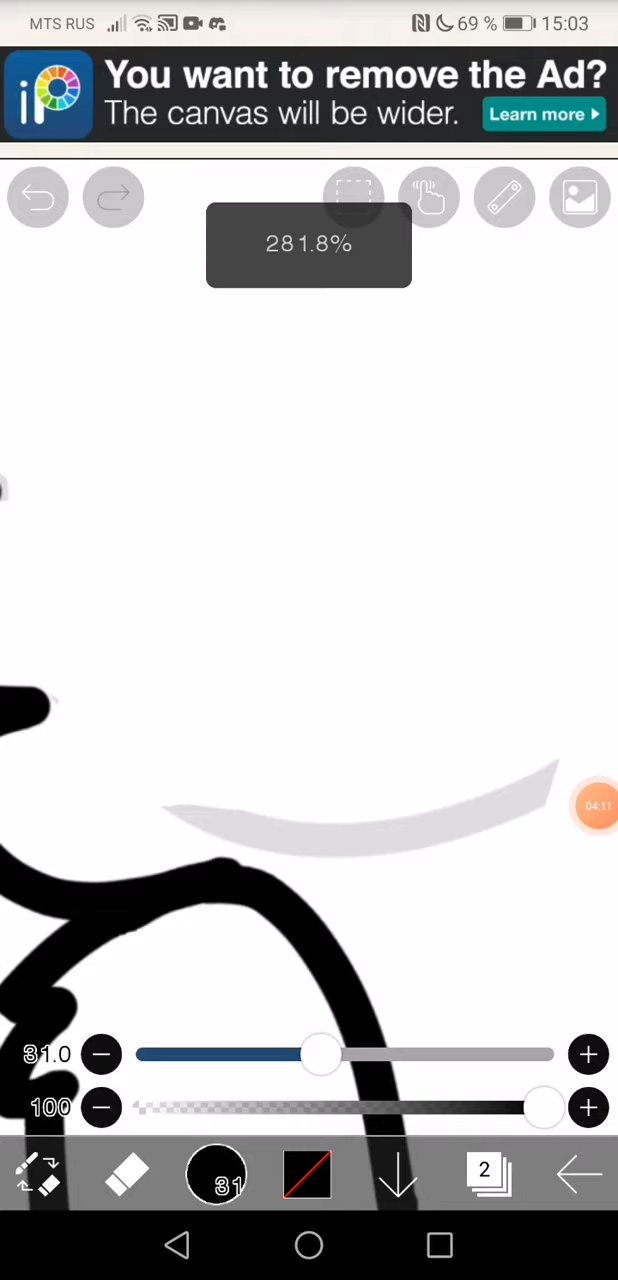 MTS RUS
69 %
15:03
iP
You want to remove the Ad?
The canvas will be wider.
Learn more
281.8%
04:11
31.0
100
31
2